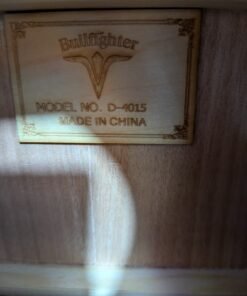 Bullfighter
MODEL NO. D-4015
MADE IN CHINA